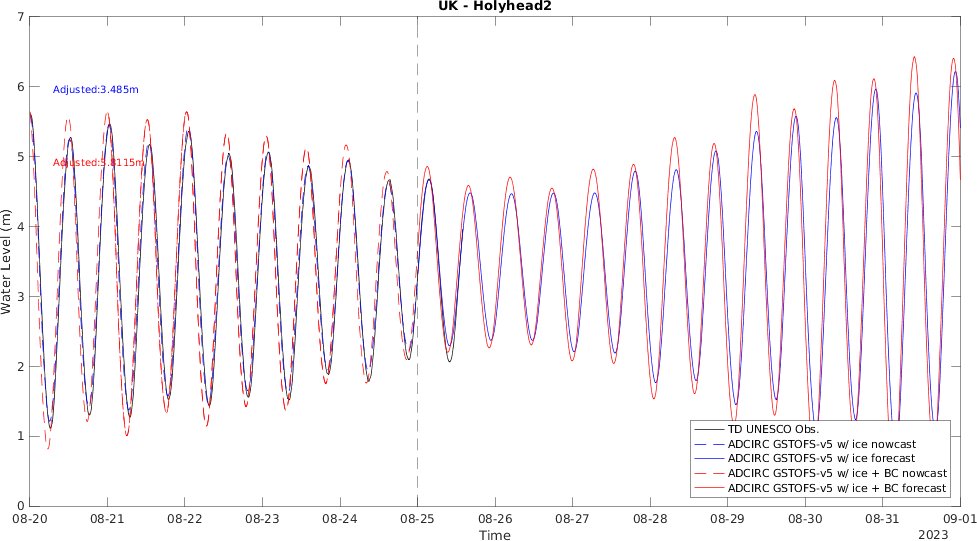 UK - Holyhead2
7
6
5
4
3
2
1
0
Water Level (m)
Adjusted:3.485m
Adjusted:3.8115m
TD UNESCO Obs.
ADCIRC GSTOFS-v5 w/ ice nowcast
ADCIRC GSTOFS-v5 w/ ice forecast
ADCIRC GSTOFS-v5 w/ ice + BC nowcast
ADCIRC GSTOFS-v5 w/ ice + BC forecast
08-20 08-21 08-22 08-23 08-24 08-25 08-26 08-27 08-28 08-29 08-30 08-31 09-01
Time
2023